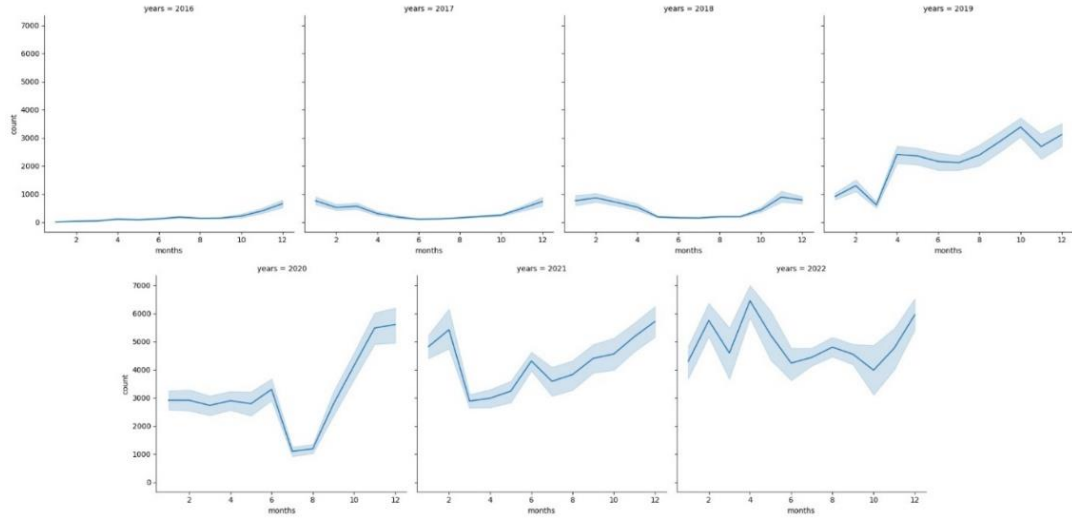 years = 2016
years = 2017
years = 2018
years = 2019
7000
6000
5000
4000
3000
2000
1000
0
count
2 4 6 8 10 12
2 4 6 8 10 12
2 4 6 8 10 12
2 4 6 8 10 12
months
months
months
months
years = 2020
years = 2021
years = 2022
7000
6000
5000
4000
3000
2000
1000
0
count
2 4 6 8 10 12
2 4 6 8 10 12
2 4 6 8 10 12
months
months
months